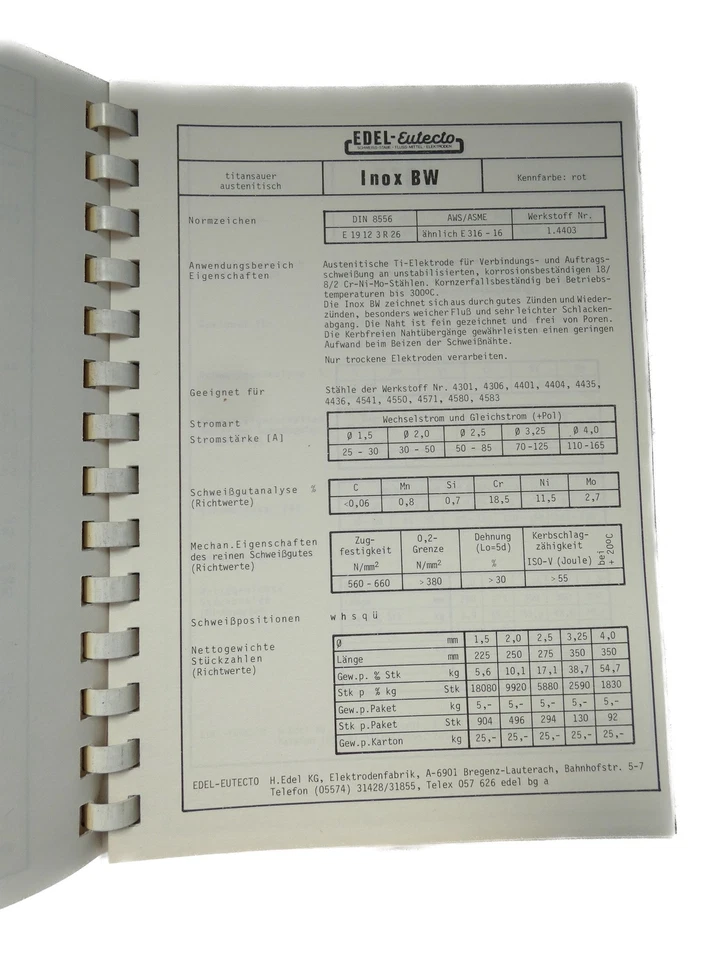 EDEL-Eutecto
titansauer
austenitisch
Inox BW
Kennfarbe: rot
Normzeichen
DIN 8556 AWS/ASME Werkstoff Nr.
E 19 12 3 R 26 ähnlich E 316 - 16 1.4403
Anwendungsbereich
Eigenschaften
Austenitische Ti-Elektrode für Verbindungs- und Auftrags-
schweißung an unstabilisierten, korrosionsbeständigen 18/
8/2 Cr-Ni-Mo-Stählen. Kornzerfallsbeständig bei Betriebs-
temperaturen bis 300ºC.
Die Inox BW zeichnet sich aus durch gutes Zünden und Wieder-
zünden, besonders weicher Fluß und sehr leichter Schlacken-
abgang. Die Naht ist fein gezeichnet und frei von Poren.
Die Kerbfreien Nahtübergänge gewährleisten einen geringen
Aufwand beim Beizen der Schweißnähte.
Nur trockene Elektroden verarbeiten.
Geeignet für
Stähle der Werkstoff Nr. 4301, 4306, 4401, 4404, 4435,
4436, 4541, 4550, 4571, 4580, 4583
Stromart
Wechselstrom und Gleichstrom (+Pol)
Stromstärke [A]
Ø 1,5 Ø 2,0 Ø 2,5 Ø 3,25 Ø 4,0
25 - 30 30 - 50 50 - 85 70-125 110-165
Schweißgutanalyse %
(Richtwerte)
C Mn Si Cr Ni Mo
<0,06 0,8 0,7 18,5 11,5 2,7
Mechan.Eigenschaften
des reinen Schweißgutes
(Richtwerte)
Zug-
festigkeit
N/mm²
0,2-
Grenze
N/mm²
Dehnung
(Lo=5d)
%
Kerbschlag-
zähigkeit
ISO-V (Joule)
bei
+ 20ºC
560 - 660 >380 >30 >55
Schweißpositionen
w h s q ü
Nettogewichte
Stückzahlen
(Richtwerte)
Ø mm 1,5 2,0 2,5 3,25 4,0
Länge mm 225 250 275 350 350
Gew.p. ‰ Stk kg 5,6 10,1 17,1 38,7 54,7
Stk p ‰ kg Stk 18080 9920 5880 2590 1830
Gew.p.Paket kg 5,- 5,- 5,- 5,- 5,-
Stk p.Paket Stk 904 496 294 130 92
Gew.p.Karton kg 25,- 25,- 25,- 25,- 25,-
EDEL-EUTECTO H.Edel KG, Elektrodenfabrik, A-6901 Bregenz-Lauterach, Bahnhofstr. 5-7
Telefon (05574) 31428/31855, Telex 057 626 edel bg a